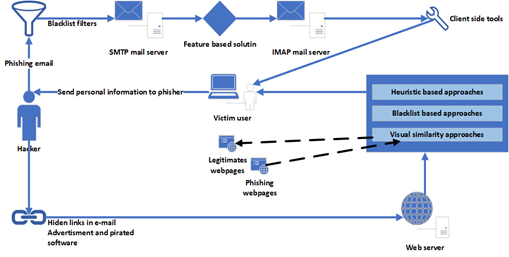 Blacklist filters
SMTP mail server
Feature based solutin
IMAP mail server
Client side tools
Phishing email
Send personal information to phisher
Victim user
Heuristic based approaches
Blacklist based approaches
Visual similarity approaches
Hacker
Legitimates
webpages
Phishing
webpages
Hiden links in e-mail
Advertisment and pirated
software
Web server